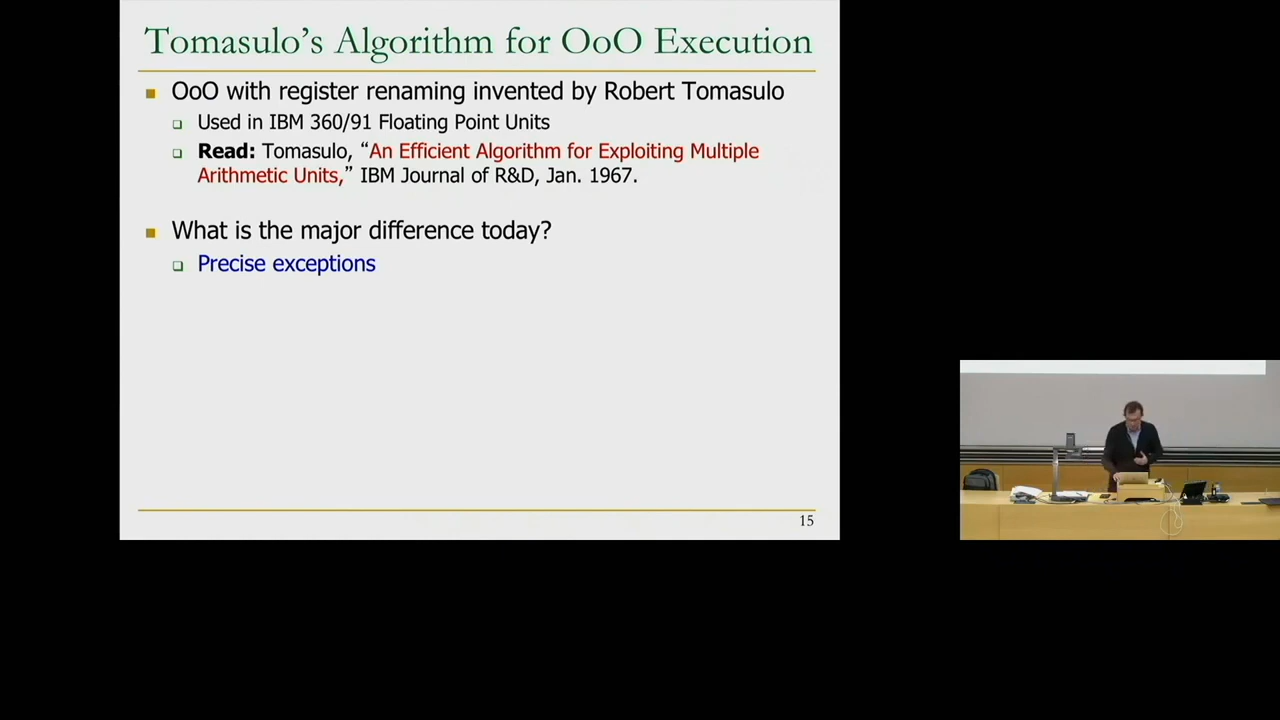 Tomasulo's Algorithm for OoO Execution
OoO with register renaming invented by Robert Tomasulo
Used in IBM 360/91 Floating Point Units
Read: Tomasulo, “An Efficient Algorithm for Exploiting Multiple
Arithmetic Units,” IBM Journal of R&D, Jan. 1967.
What is the major difference today?
Precise exceptions
15